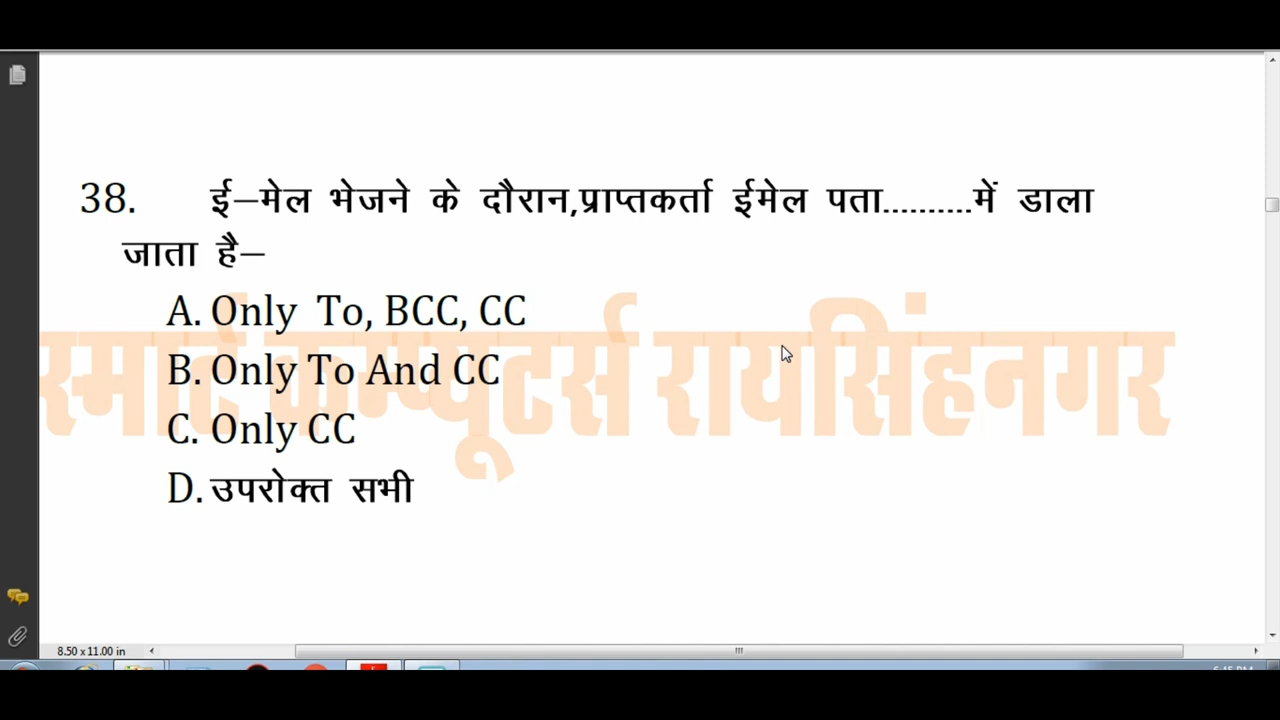 38. ई–मेल भेजने के दौरान,प्राप्तकर्ता ईमेल पता..........में डाला
जाता है–
A. Only To, BCC, CC
B. Only To And CC
C. Only CC
D. उपरोक्त सभी
स्मार्ट कम्प्यूटर्स रायसिंहनगर
8.50 x 11.00 in